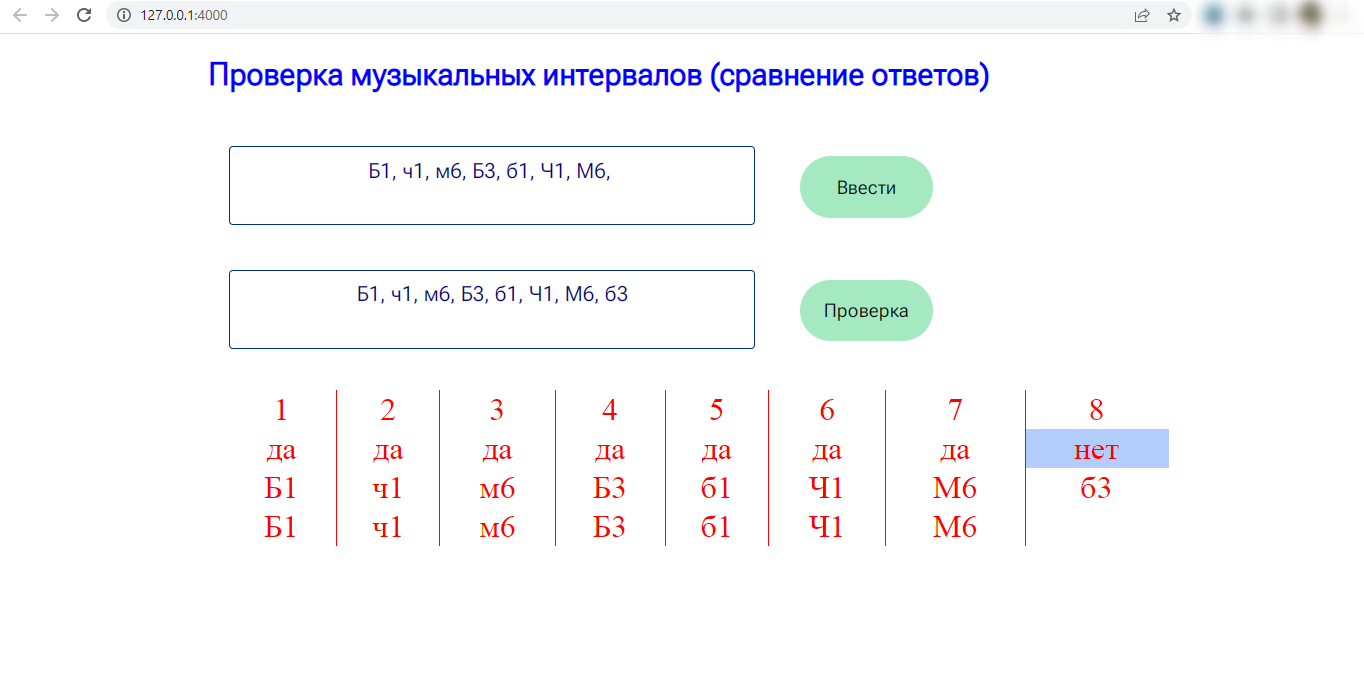 127.0.0.1:4000
Проверка музыкальных интервалов (сравнение ответов)
Б1, ч1, м6, Б3, б1, Ч1, М6,
Ввести
Б1, ч1, м6, Б3, б1, Ч1, М6, б3
Проверка
1 2 3 4 5 6 7 8
да да да да да да да нет
Б1 ч1 м6 Б3 б1 Ч1 М6 б3
Б1 ч1 м6 Б3 б1 Ч1 М6